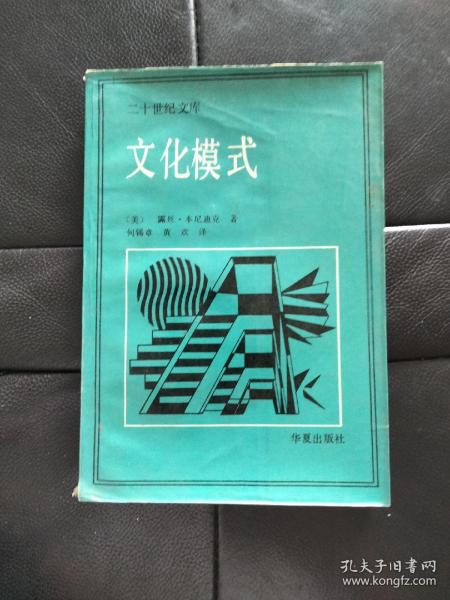 二十世纪文库
文化模式
〔美〕 露丝·本尼迪克 著
何锡章 黄欢 译
华夏出版社
孔夫子旧书网
www.kongfz.com